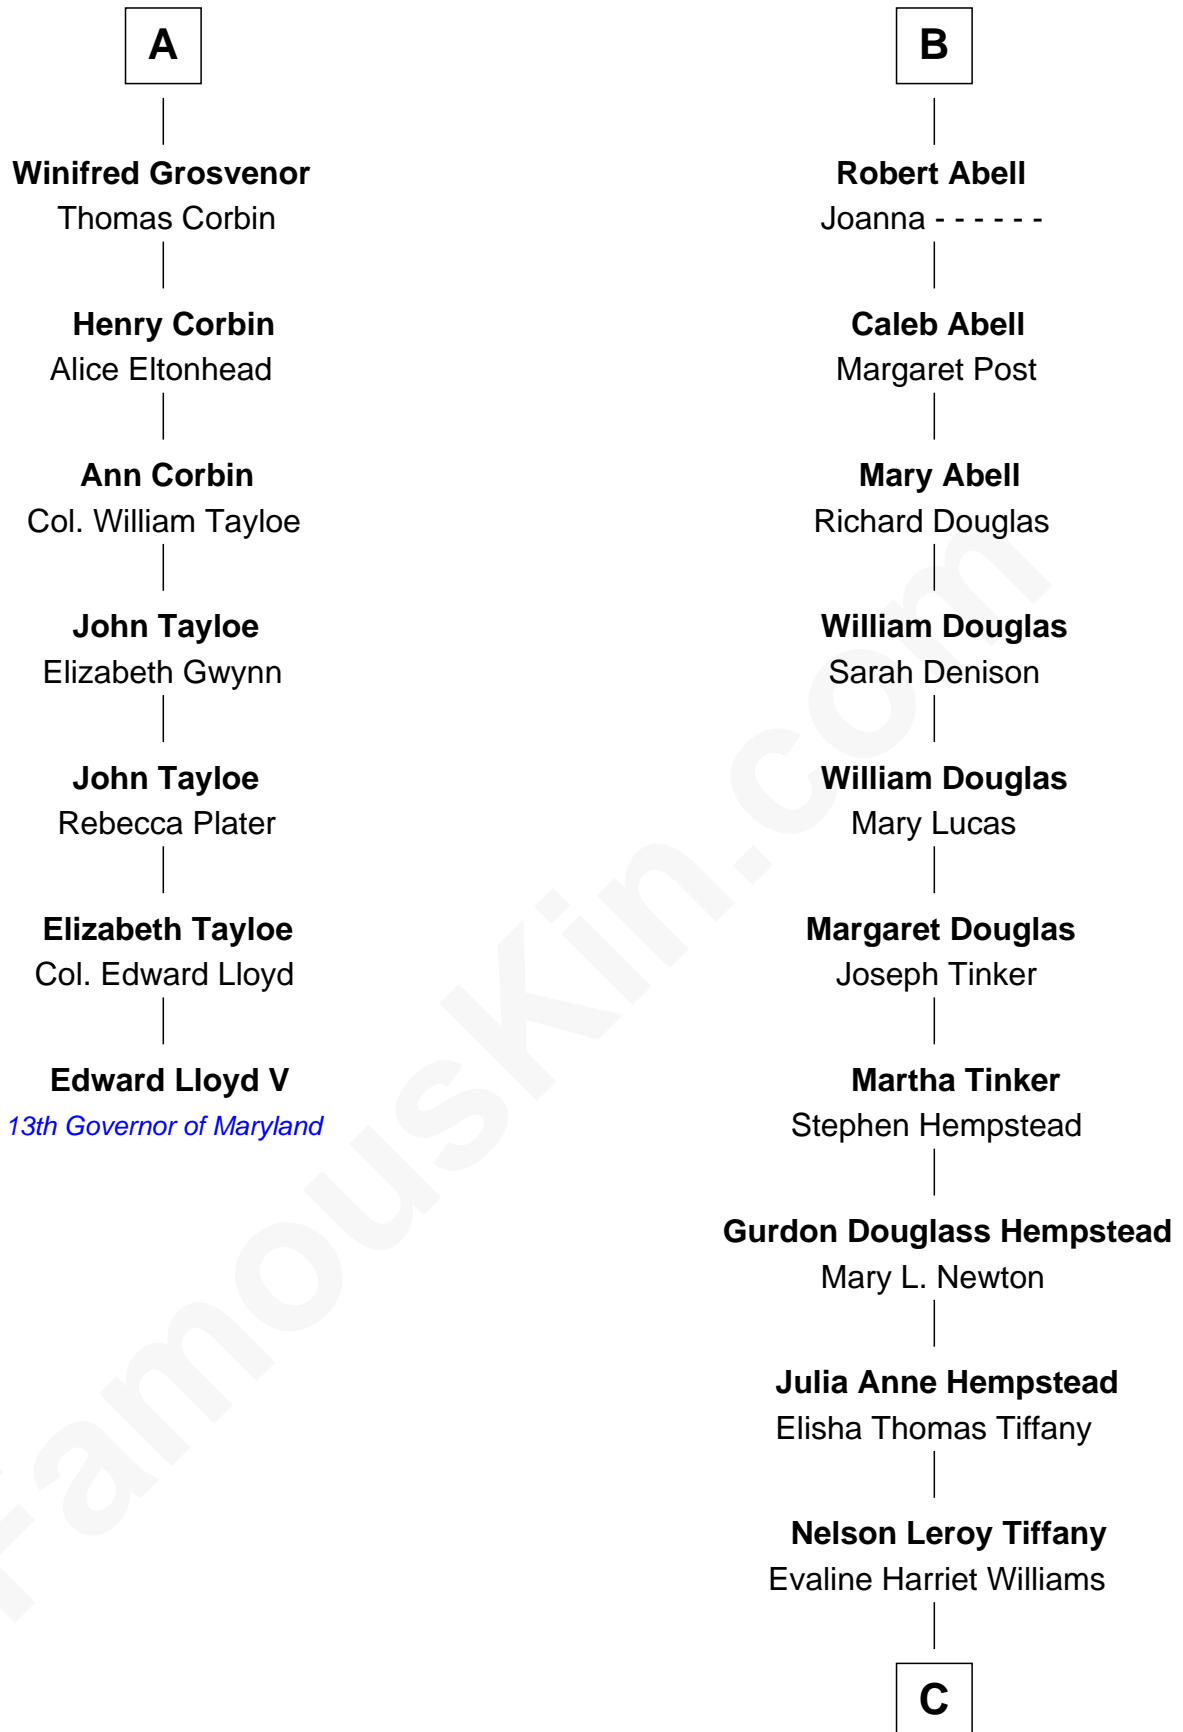 A
Winifred Grosvenor
Thomas Corbin
Henry Corbin
Alice Eltonhead
Ann Corbin
Col. William Tayloe
John Tayloe
Elizabeth Gwynn
John Tayloe
Rebecca Plater
Elizabeth Tayloe
Col. Edward Lloyd
Edward Lloyd V
13th Governor of Maryland
B
Robert Abell
Joanna - - - - - -
Caleb Abell
Margaret Post
Mary Abell
Richard Douglas
William Douglas
Sarah Denison
William Douglas
Mary Lucas
Margaret Douglas
Joseph Tinker
Martha Tinker
Stephen Hempstead
Gurdon Douglass Hempstead
Mary L. Newton
Julia Anne Hempstead
Elisha Thomas Tiffany
Nelson Leroy Tiffany
Evaline Harriet Williams
C
FamousKin.com